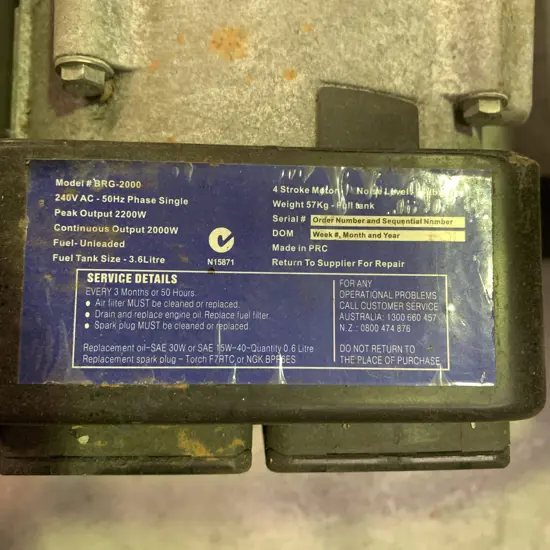 Model # BRG-2000
240V AC - 50Hz Phase Single
Peak Output 2200W
Continuous Output 2000W
Fuel- Unleaded
Fuel Tank Size - 3.6Litre
N15871
4 Stroke Motor / Noise Level
Weight 57Kg - Full tank
Serial # Order Number and Sequential Number
DOM Week #, Month and Year
Made in PRC
Return To Supplier For Repair
SERVICE DETAILS
EVERY 3 Months or 50 Hours.
• Air filter MUST be cleaned or replaced.
• Drain and replace engine oil. Replace fuel filter.
• Spark plug MUST be cleaned or replaced.
Replacement oil-SAE 30W or SAE 15W-40-Quantity 0.6 Litre
Replacement spark plug - Torch F7RTC or NGK BPR6ES
FOR ANY
OPERATIONAL PROBLEMS
CALL CUSTOMER SERVICE
AUSTRALIA: 1300 660 457
N.Z : 0800 474 876
DO NOT RETURN TO
THE PLACE OF PURCHASE